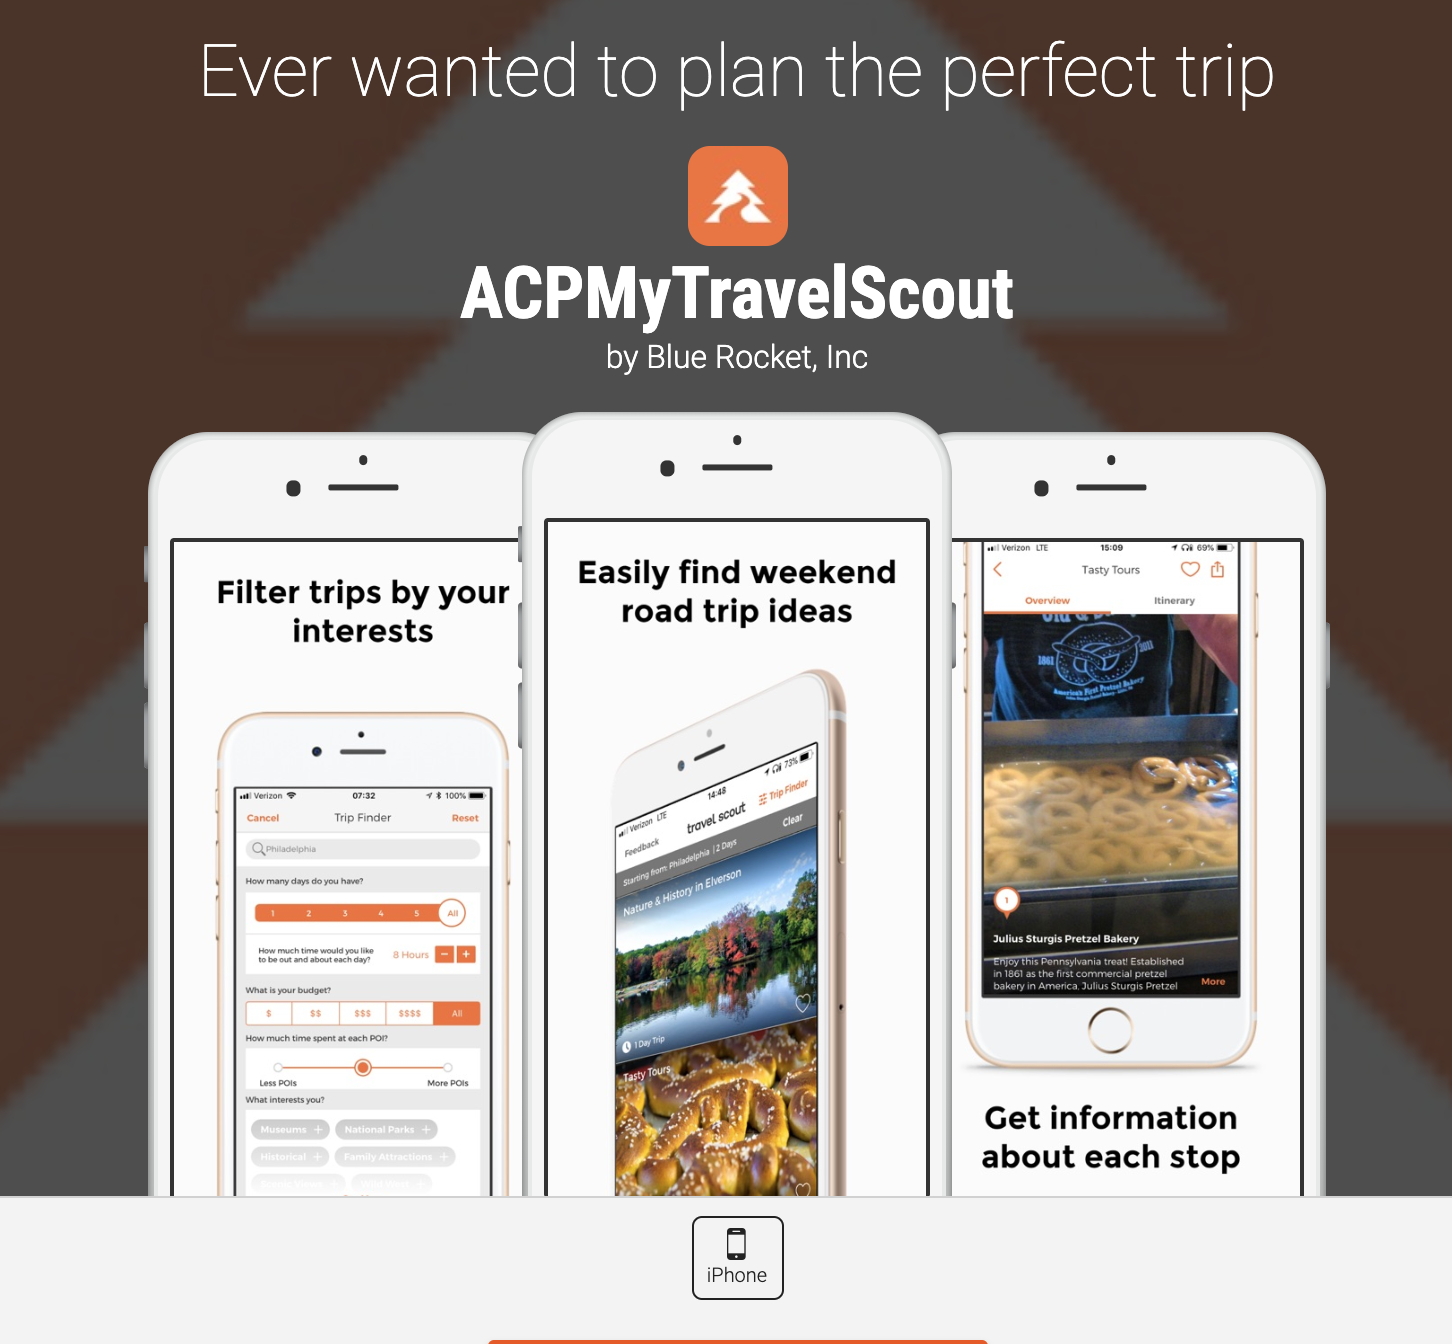 Ever wanted to plan the perfect trip
ACPMyTravelScout
by Blue Rocket, Inc
Filter trips by your
interests
Verizon 07:32 100%
Cancel Trip Finder Reset
Philadelphia
How many days do you have?
1 2 3 4 5 All
How much time would you like
to be out and about each day?
8 Hours − +
What is your budget?
$ $$ $$$ $$$$ All
How much time spent at each POI?
Less POIs More POIs
What interests you?
Museums + National Parks +
Historical + Family Attractions +
Easily find weekend
road trip ideas
Verizon LTE 14:48 73%
Feedback travel scout Trip Finder
Starting from: Philadelphia | 2 Days Clear
Nature & History in Elverson
1 Day Trip
Tasty Tours
Verizon LTE 15:09 69%
Tasty Tours
Overview Itinerary
1861 2011
America's First Pretzel Bakery
1
Julius Sturgis Pretzel Bakery
Enjoy this Pennsylvania treat! Established
in 1861 as the first commercial pretzel
bakery in America, Julius Sturgis Pretzel
More
Get information
about each stop
iPhone